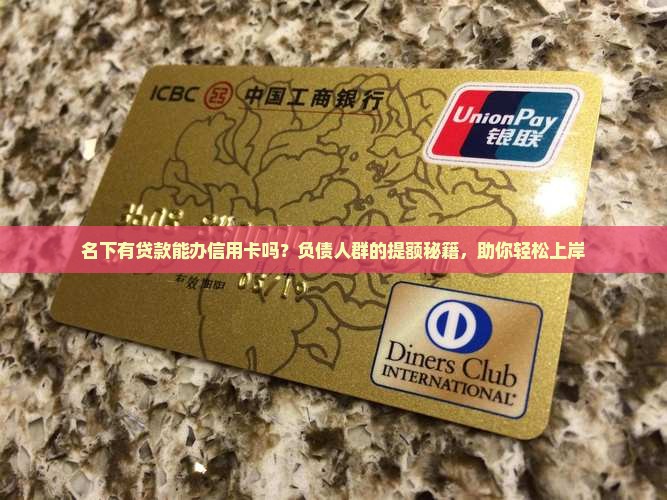 ICBC 中国工商银行
UnionPay
银联
名下有贷款能办信用卡吗？负债人群的提额秘籍，助你轻松上岸
Diners Club
INTERNATIONAL